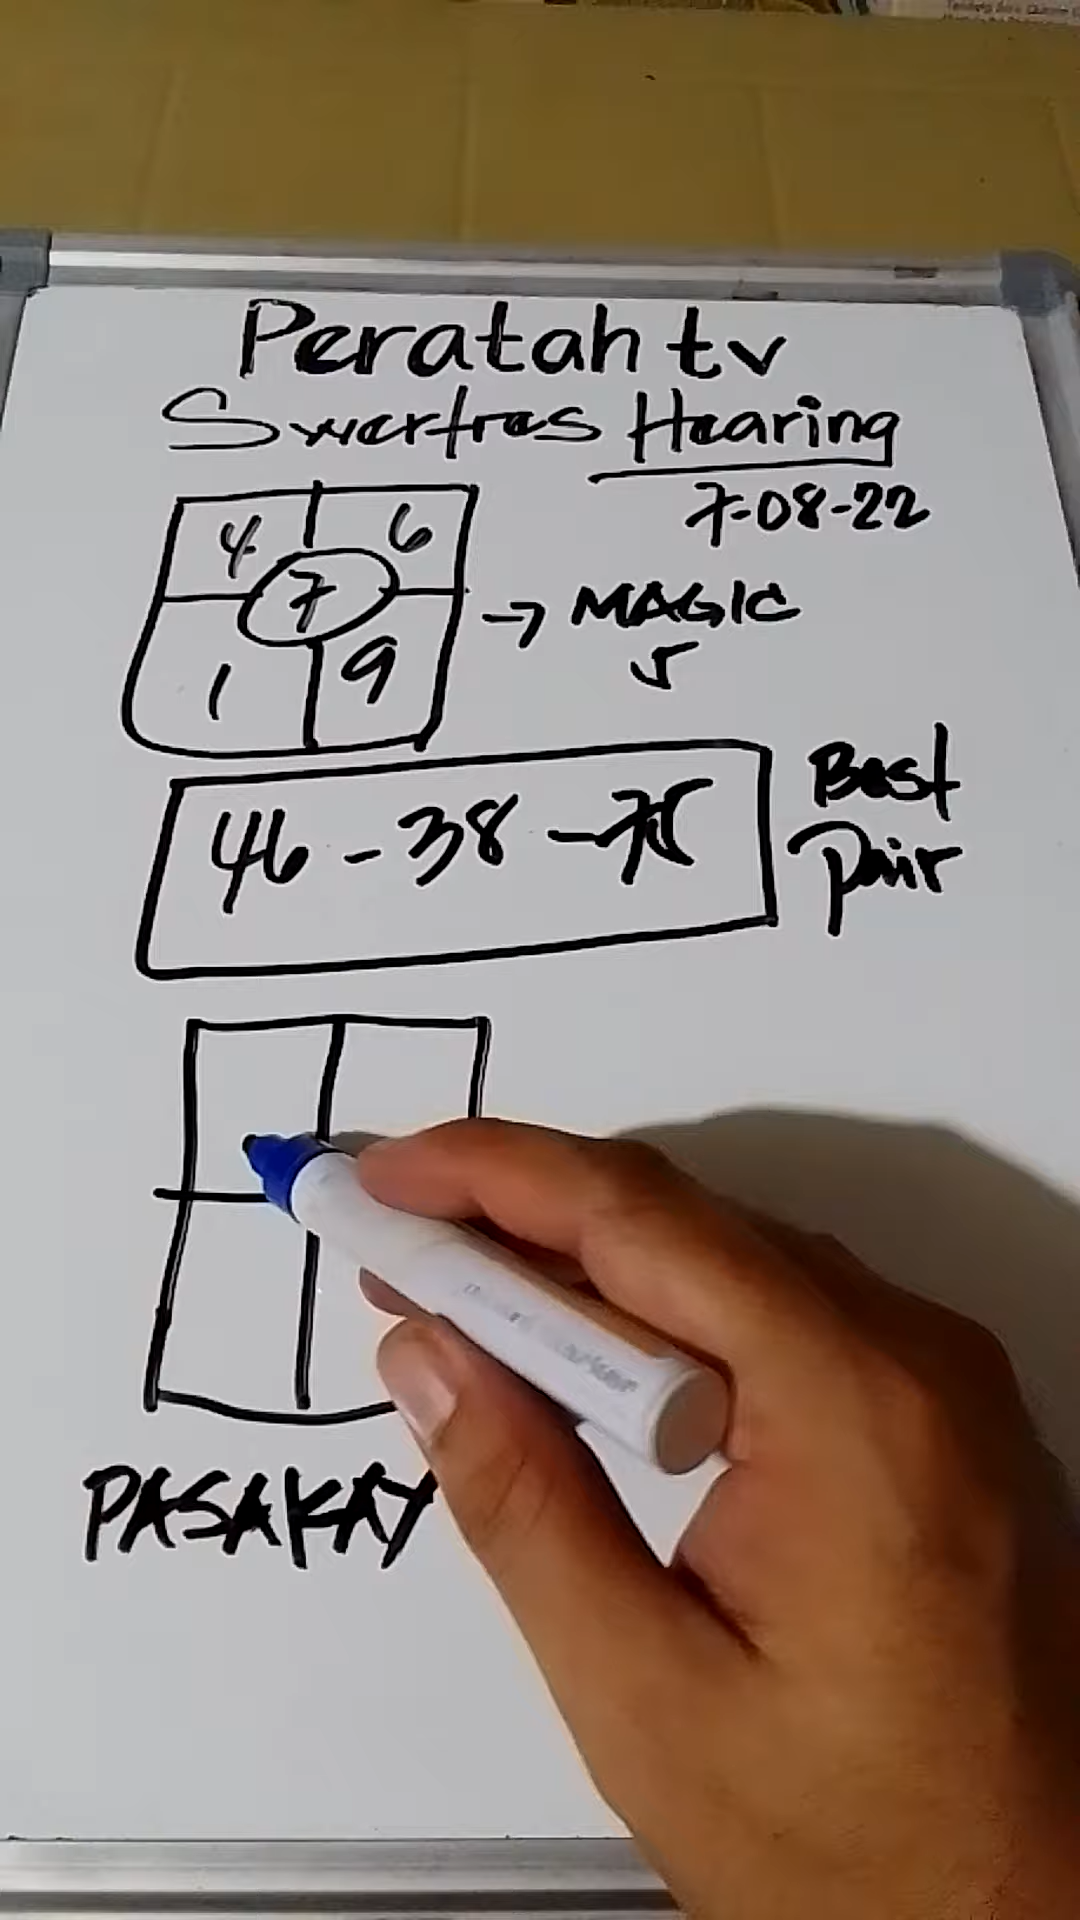 Peratah tv
Swertres Hearing
7-08-22
4 6
7
1 9
→ MAGIC
5
46 - 38 - 75
Best
Pair
PASAKAY